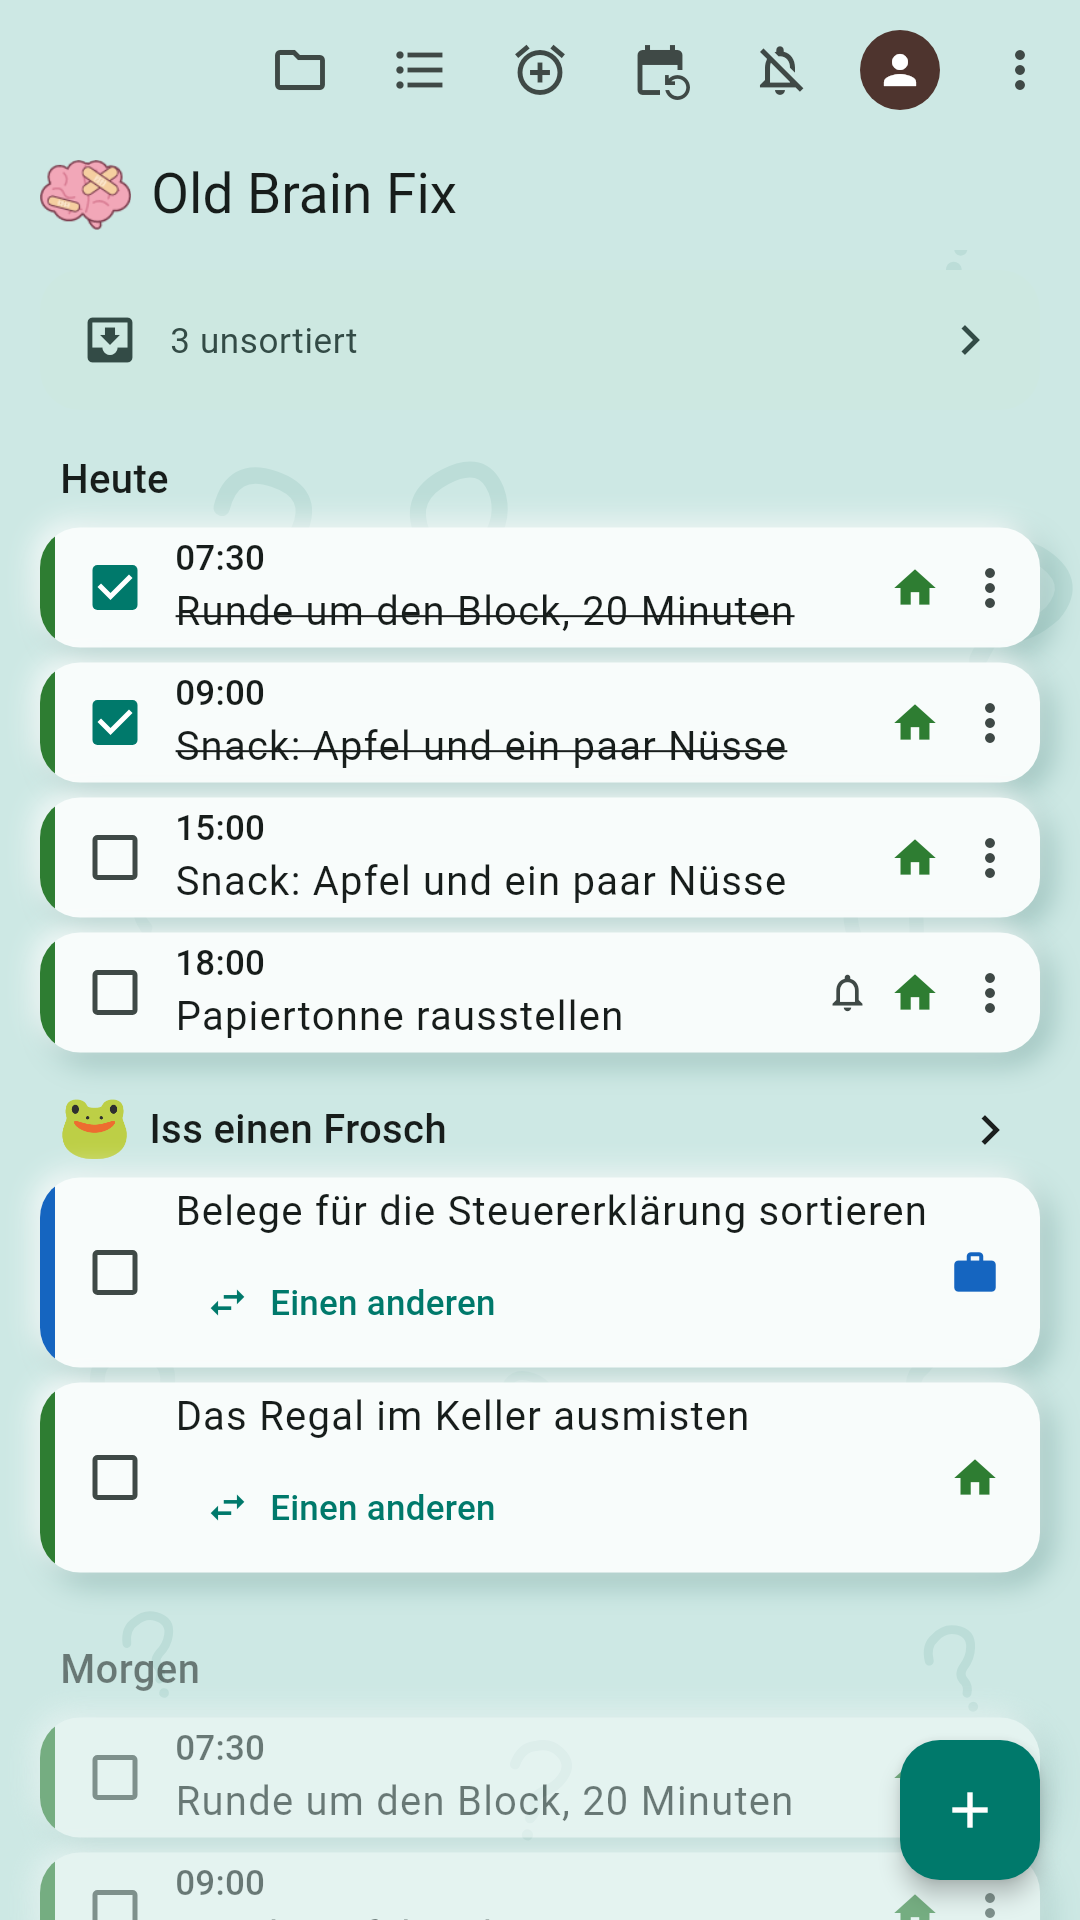 Old Brain Fix
3 unsortiert
Heute
07:30
Runde um den Block, 20 Minuten
09:00
Snack: Apfel und ein paar Nüsse
15:00
Snack: Apfel und ein paar Nüsse
18:00
Papiertonne rausstellen
Iss einen Frosch
Belege für die Steuererklärung sortieren
Einen anderen
Das Regal im Keller ausmisten
Einen anderen
Morgen
07:30
Runde um den Block, 20 Minuten
09:00